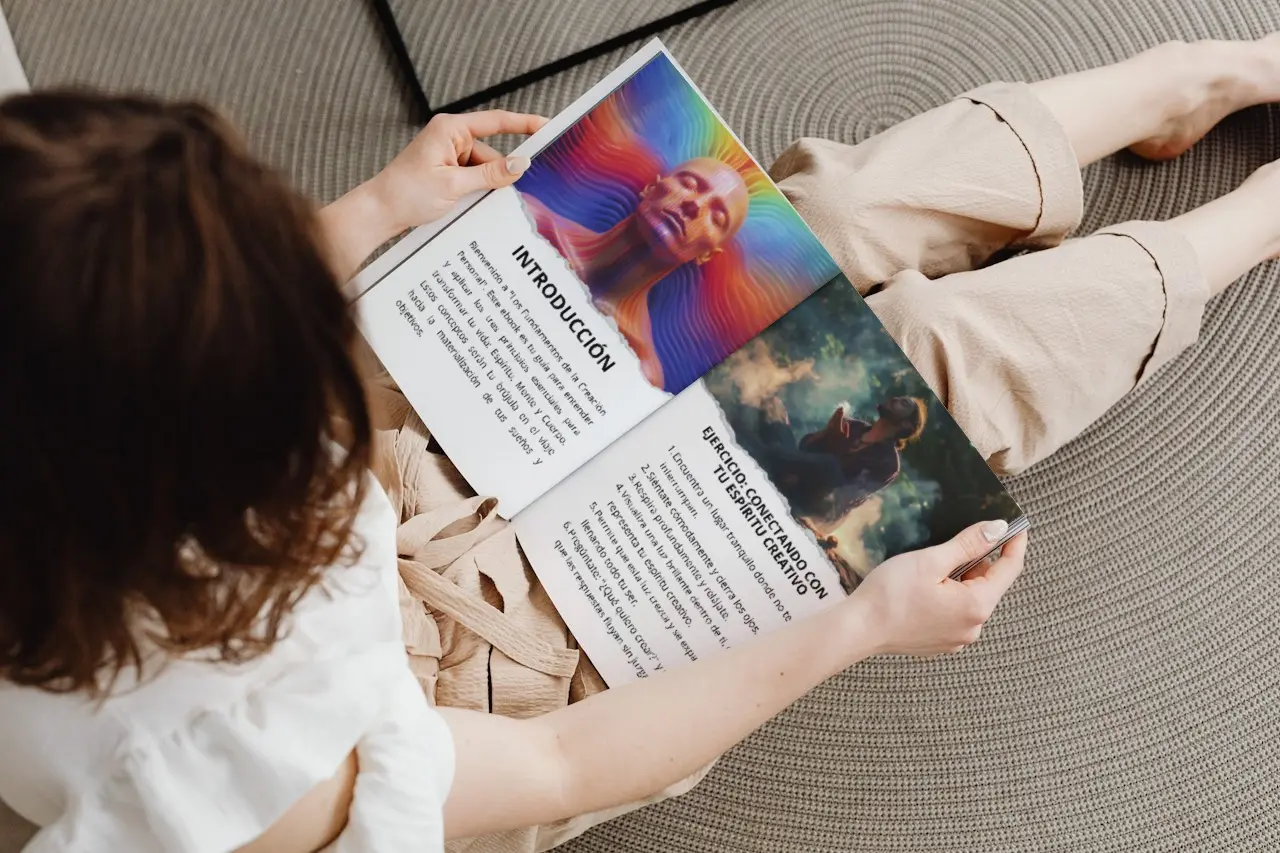 INTRODUCCIÓN
Bienvenido a "Los Fundamentos de la Creación
Personal". Este ebook es tu guía para entender
y aplicar los tres principios esenciales para
transformar tu vida: Espíritu, Mente y Cuerpo.
Estos conceptos serán tu brújula en el viaje
hacia la materialización de tus sueños y
objetivos.
EJERCICIO: CONECTANDO CON
TU ESPÍRITU CREATIVO
1. Encuentra un lugar tranquilo donde no te
interrumpan.
2. Siéntate cómodamente y cierra los ojos.
3. Respira profundamente y relájate.
4. Visualiza una luz brillante dentro de ti,
representa tu espíritu creativo.
5. Permite que esta luz crezca y se expa
llenando todo tu ser.
6. Pregúntate: "¿Qué quiero crear?" y
que las respuestas fluyan sin juzga